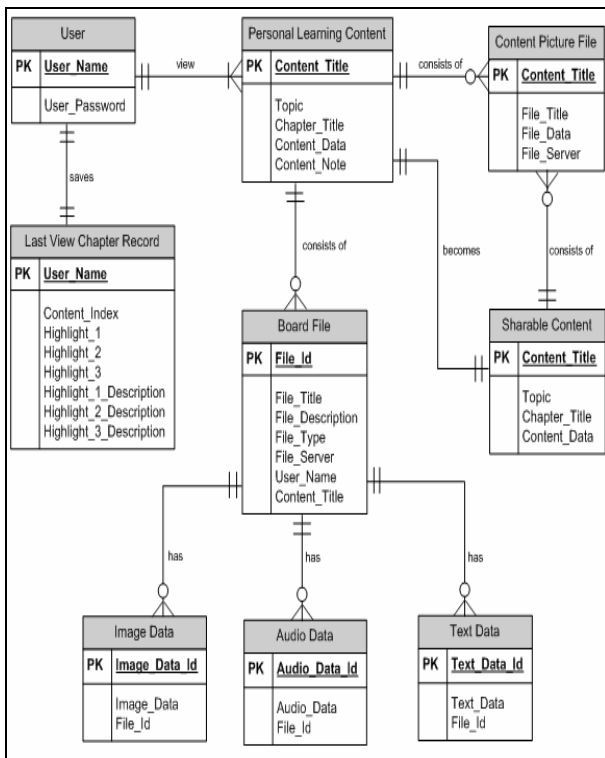 User
PK User_Name
User_Password
view
Personal Learning Content
PK Content_Title
Topic
Chapter_Title
Content_Data
Content_Note
consists of
Content Picture File
PK Content_Title
File_Title
File_Data
File_Server
saves
Last View Chapter Record
PK User_Name
Content_Index
Highlight_1
Highlight_2
Highlight_3
Highlight_1_Description
Highlight_2_Description
Highlight_3_Description
consists of
becomes
consists of
Board File
PK File_Id
File_Title
File_Description
File_Type
File_Server
User_Name
Content_Title
Sharable Content
PK Content_Title
Topic
Chapter_Title
Content_Data
has
has
has
Image Data
PK Image_Data_Id
Image_Data
File_Id
Audio Data
PK Audio_Data_Id
Audio_Data
File_Id
Text Data
PK Text_Data_Id
Text_Data
File_Id